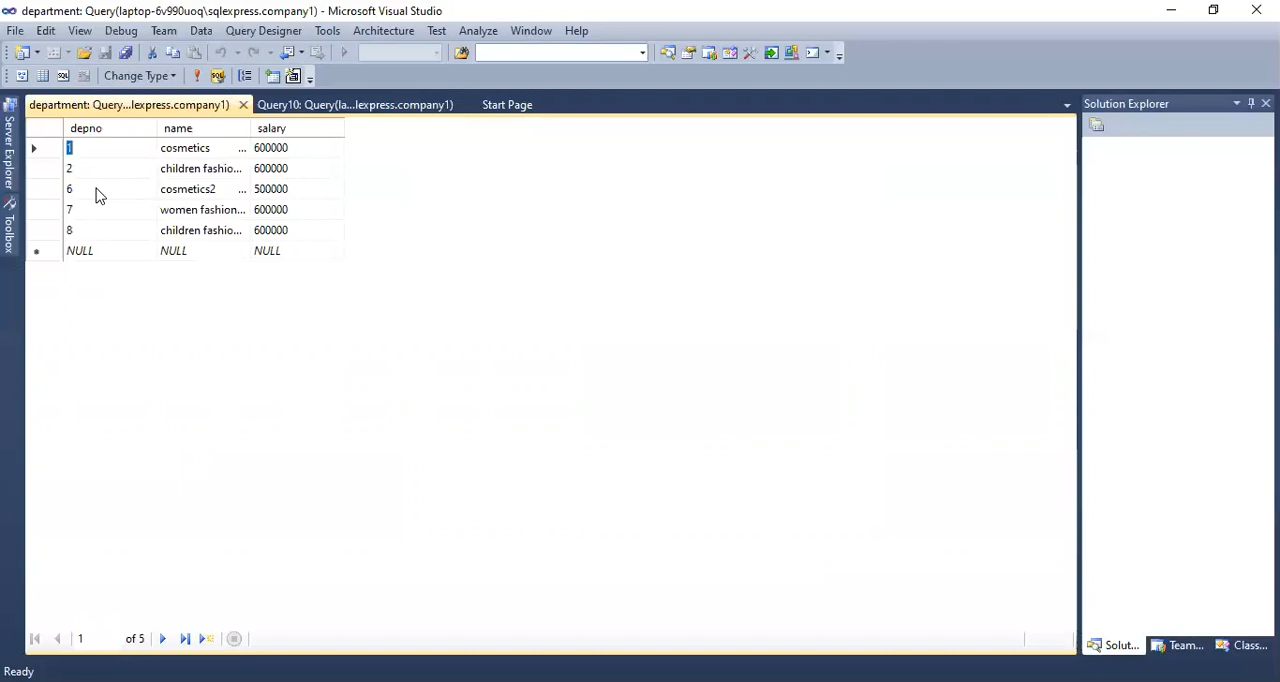 department: Query(laptop-6v990uoq\sqlexpress.company1) - Microsoft Visual Studio
File Edit View Debug Team Data Query Designer Tools Architecture Test Analyze Window Help
Change Type
department: Query...lexpress.company1) Query10: Query(la...lexpress.company1) Start Page
Solution Explorer
Server Explorer
Toolbox
depno name salary
1 cosmetics ... 600000
2 children fashio... 600000
6 cosmetics2 ... 500000
7 women fashion... 600000
8 children fashio... 600000
NULL NULL NULL
1 of 5
Solut... Team... Class...
Ready